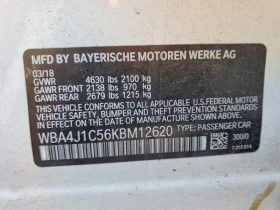 MFD BY BAYERISCHE MOTOREN WERKE AG
03/18
GVWR 4630 lbs 2100 kg
GAWR FRONT 2138 lbs 970 kg
GAWR REAR 2679 lbs 1215 kg
THIS VEHICLE CONFORMS TO ALL APPLICABLE
U.S. FEDERAL MOTOR
VEHICLE SAFETY, BUMPER, AND THEFT PREVENTION
STANDARDS IN EFFECT ON THE DATE OF
MANUFACTURE SHOWN ABOVE.
WBA4J1C56KBM12620 TYPE: PASSENGER CAR
300/0